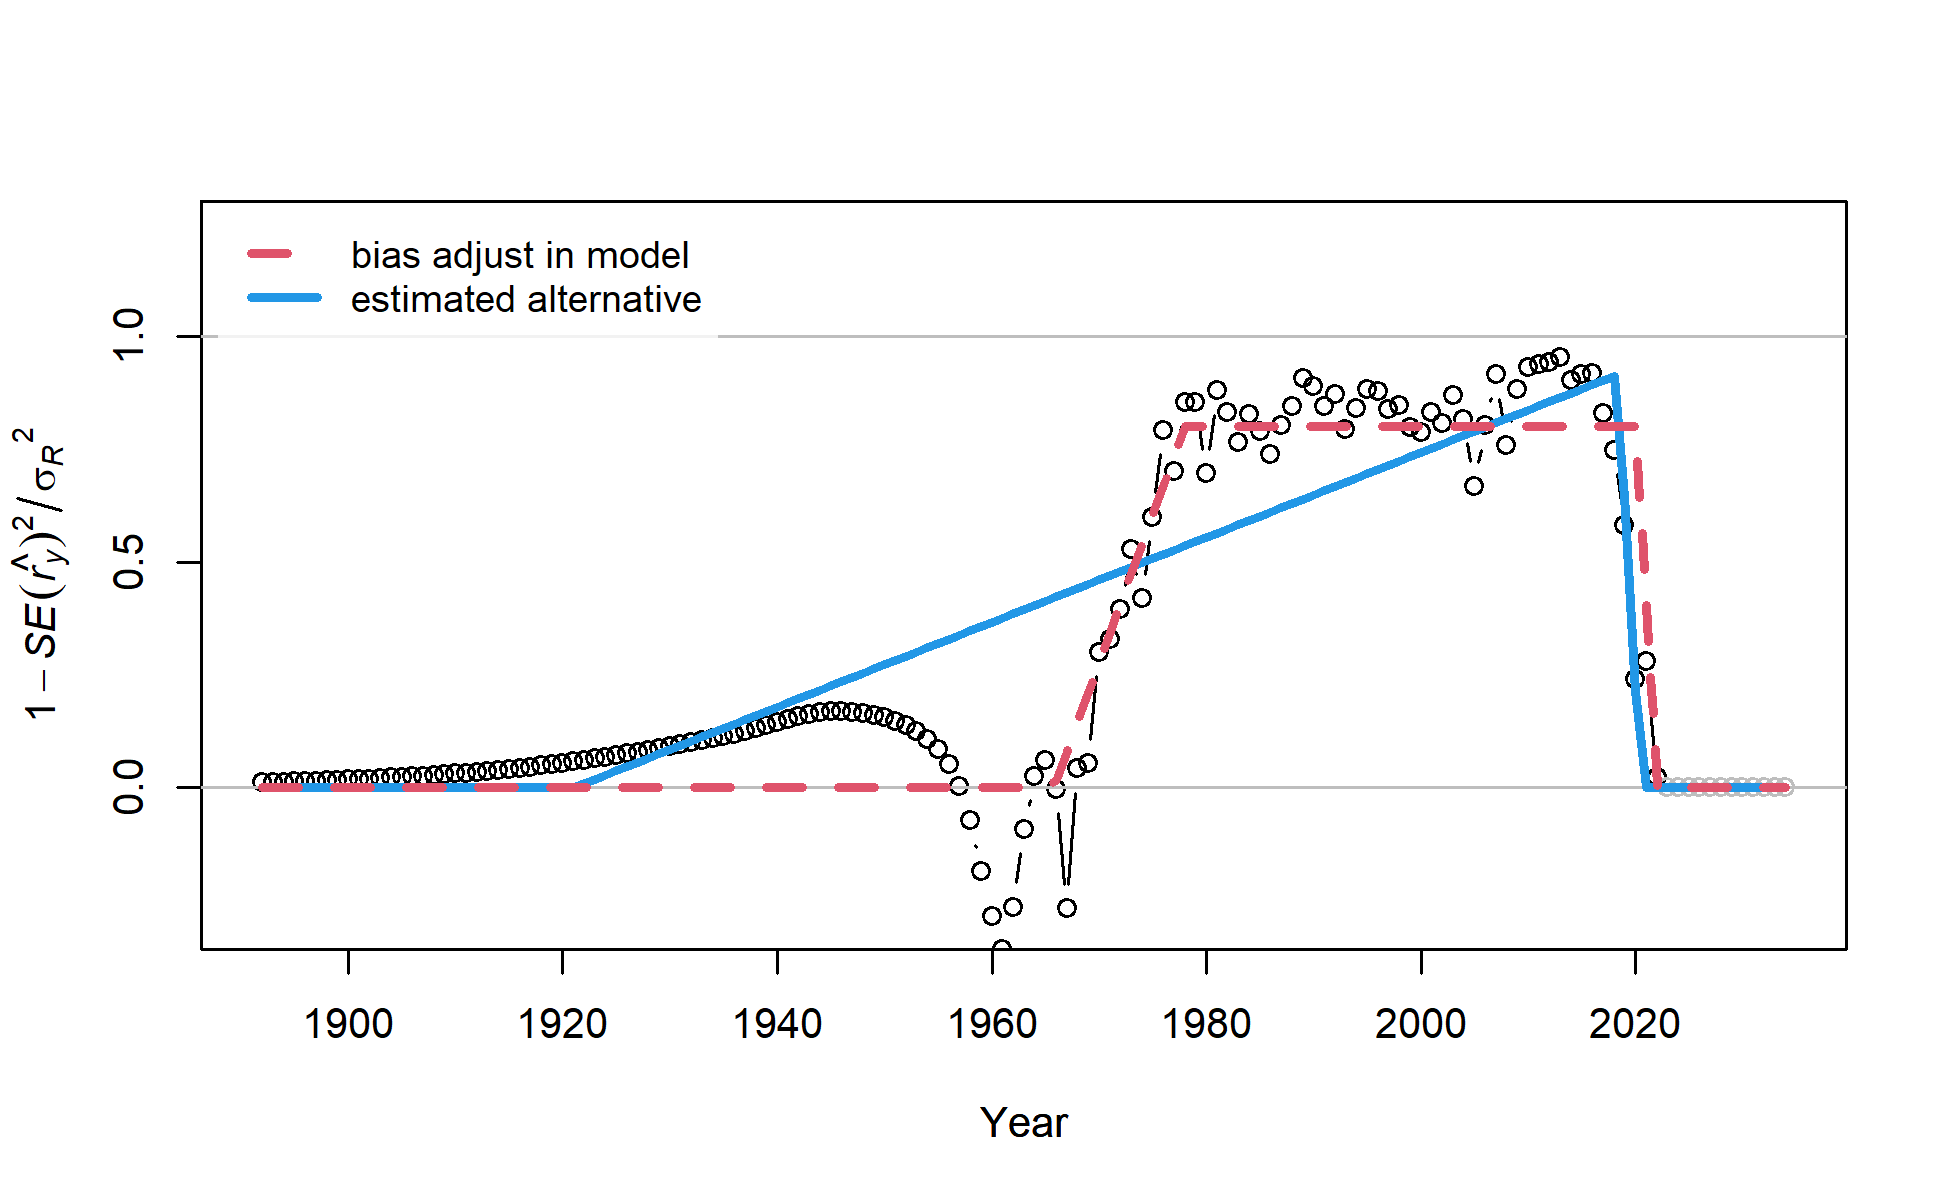 bias adjust in model
estimated alternative
1.0
0.5
0.0
1 − SE(r̂y)² / σR²
1900 1920 1940 1960 1980 2000 2020
Year